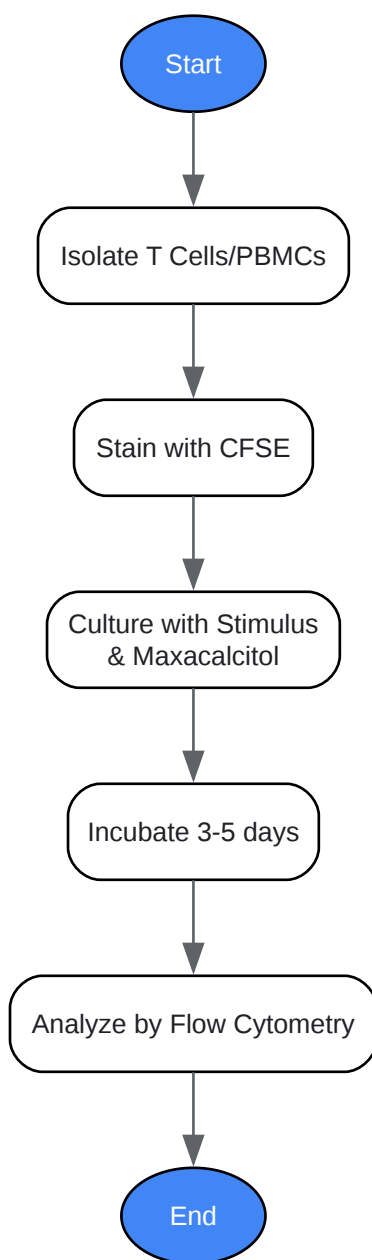 Start
Isolate T Cells/PBMCs
Stain with CFSE
Culture with Stimulus
& Maxacalcitol
Incubate 3-5 days
Analyze by Flow Cytometry
End